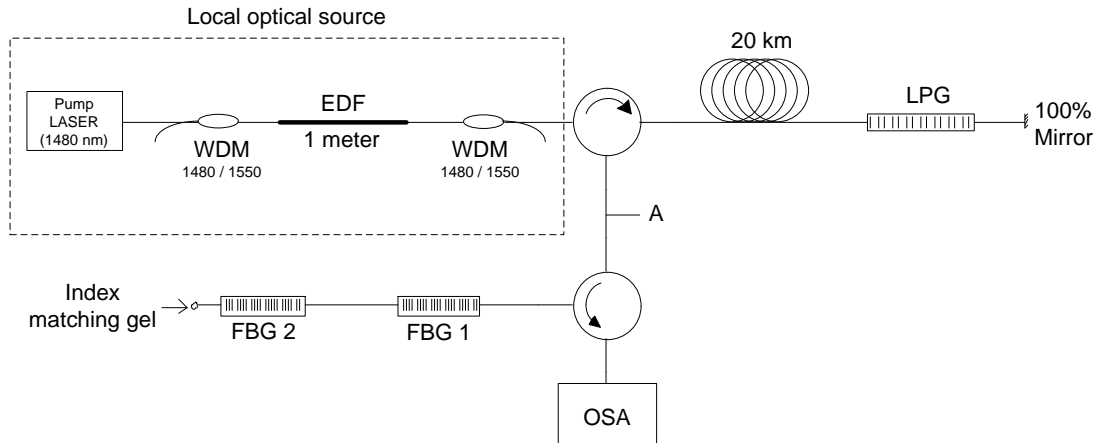 Local optical source
20 km
Pump
LASER
(1480 nm)
EDF
1 meter
WDM
1480 / 1550
WDM
1480 / 1550
LPG
100%
Mirror
A
Index
matching gel
FBG 2
FBG 1
OSA